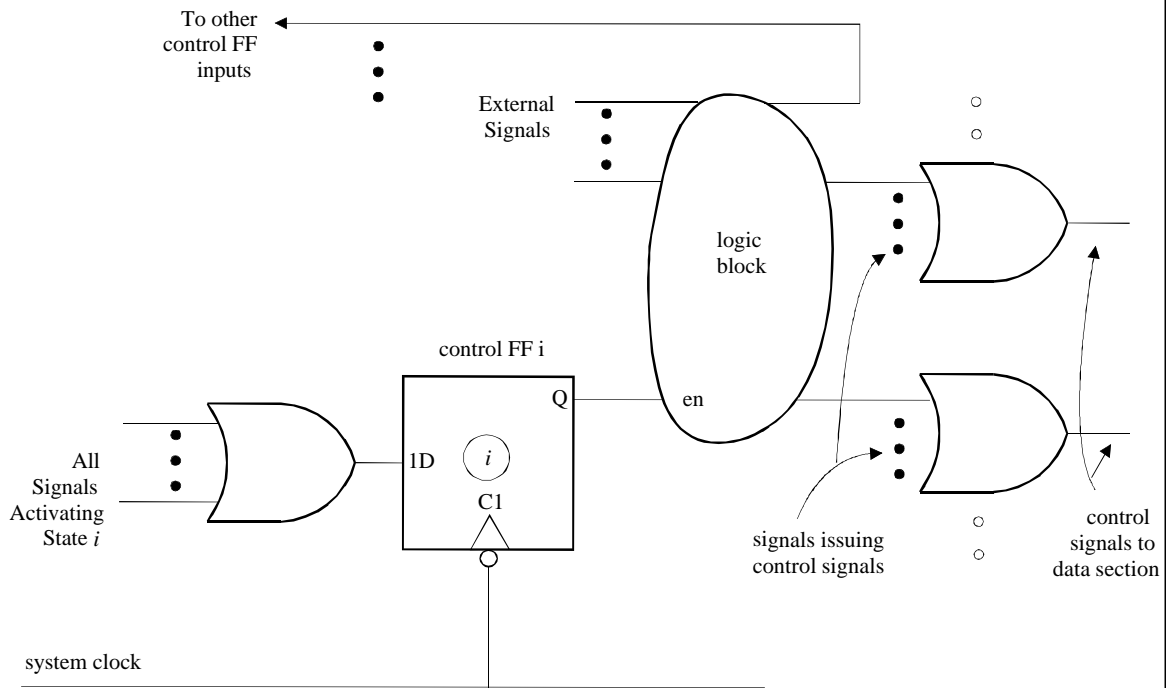 To other
control FF
inputs
External
Signals
logic
block
control FF i
Q
en
1D
i
C1
All
Signals
Activating
State i
signals issuing
control signals
control
signals to
data section
system clock